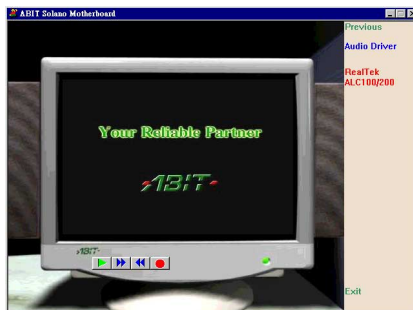 ABIT Solano Motherboard
Previous
Audio Driver
RealTek
ALC100/200
Your Reliable Partner
ABIT
ABIT
Exit